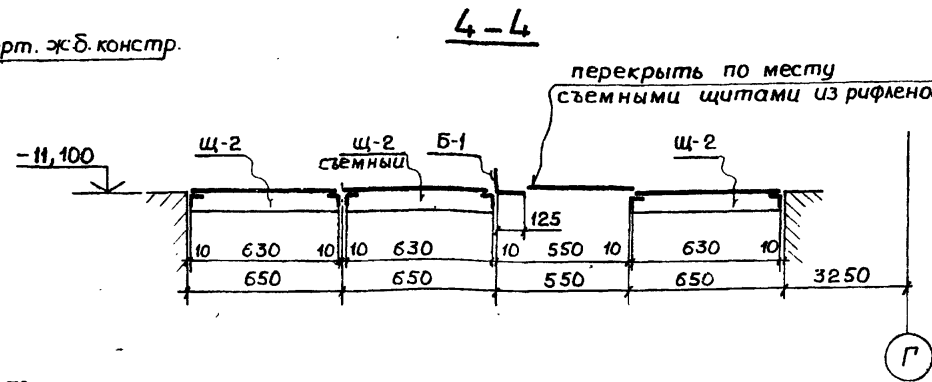 4-4
рт. ж.б. констр.
перекрыть по месту
съемными щитами из рифлено
-11,100
Щ-2
Щ-2
съемный
Б-1
Щ-2
125
10 630 10 10 630 10 550 10 630 10
650 650 550 650 3250
Г